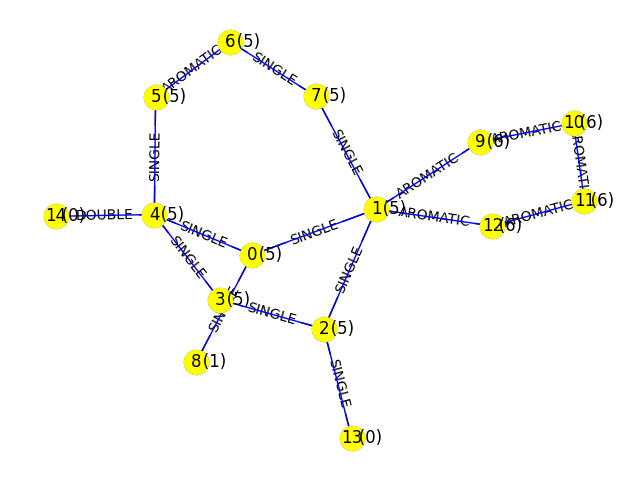 6(5)
AROMATIC
SINGLE
5(5)
7(5)
SINGLE
SINGLE
10(6)
AROMATIC
9(6)
AROMATIC
AROMATIC
11(6)
AROMATIC
12(6)
AROMATIC
1(5)
14(0)
DOUBLE
4(5)
SINGLE
SINGLE
SINGLE
0(5)
SINGLE
3(5)
SINGLE
2(5)
8(1)
SINGLE
13(0)